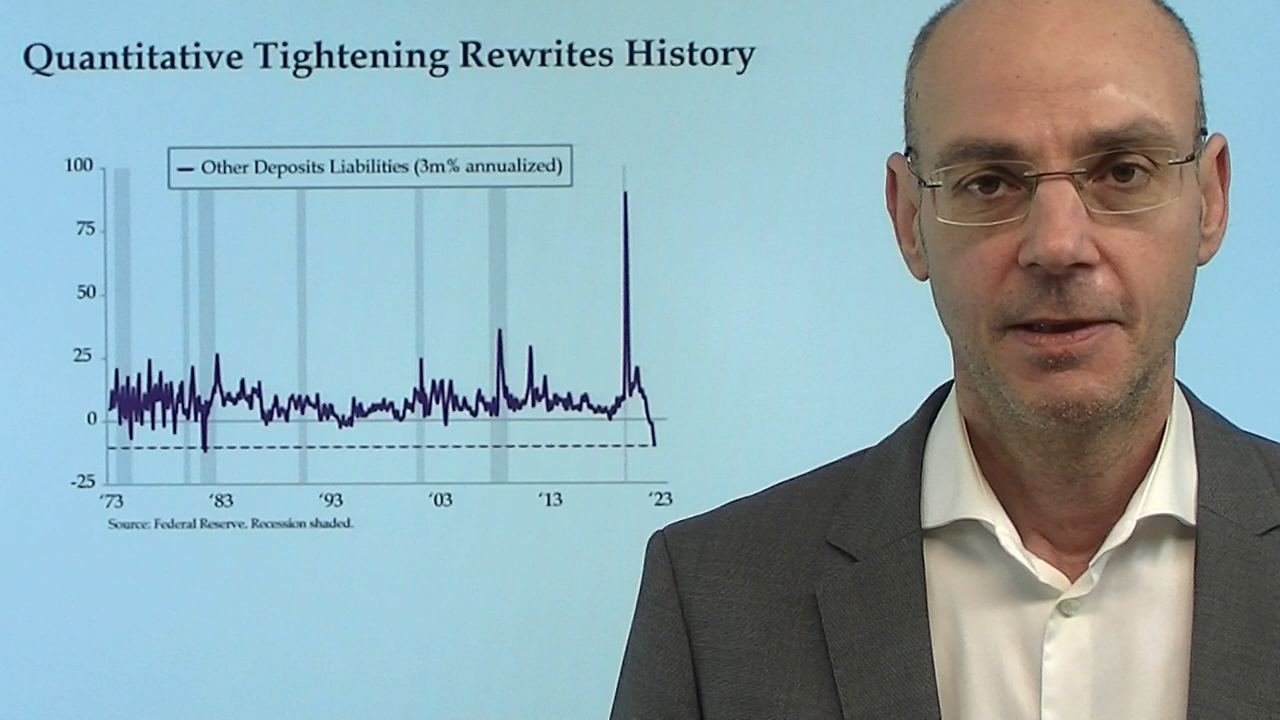 Quantitative Tightening Rewrites History
Other Deposits Liabilities (3m% annualized)
100
75
50
25
0
-25
‘73 ‘83 ‘93 ‘03 ‘13 ‘23
Source: Federal Reserve. Recession shaded.